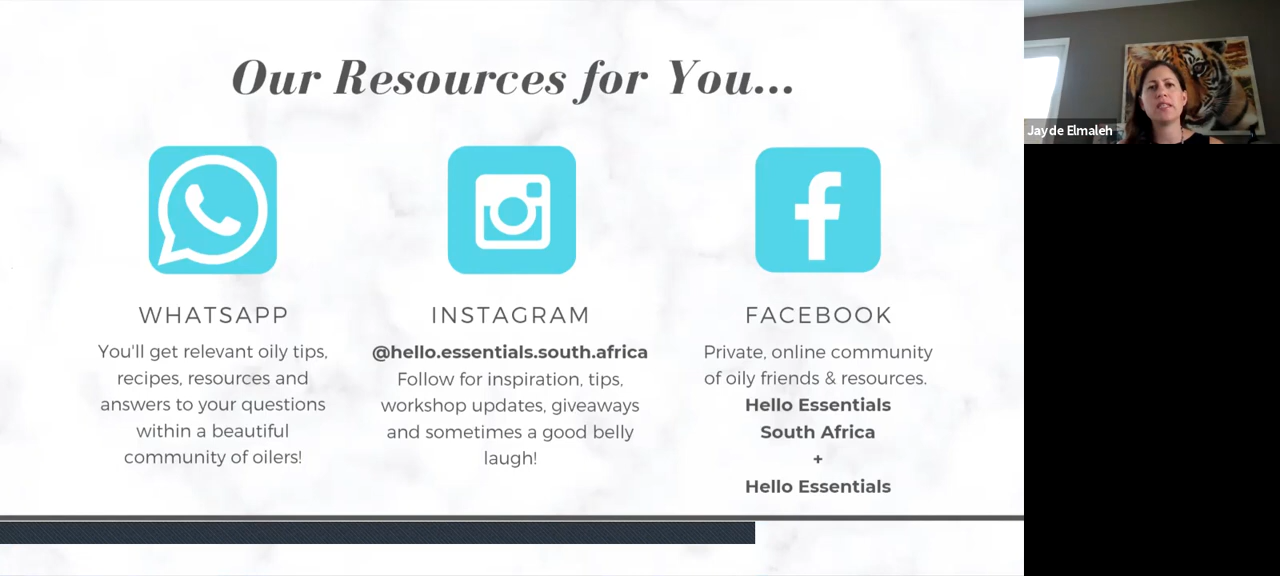 Our Resources for You...
WHATSAPP
You'll get relevant oily tips,
recipes, resources and
answers to your questions
within a beautiful
community of oilers!
INSTAGRAM
@hello.essentials.south.africa
Follow for inspiration, tips,
workshop updates, giveaways
and sometimes a good belly
laugh!
FACEBOOK
Private, online community
of oily friends & resources.
Hello Essentials
South Africa
+
Hello Essentials
Jayde Elmaleh